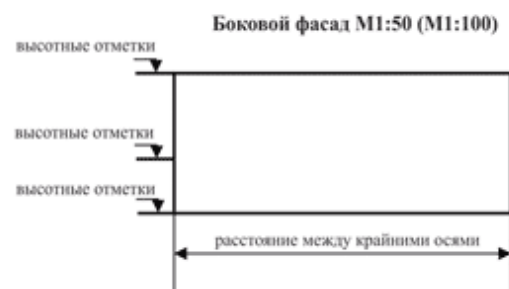 Боковой фасад М1:50 (М1:100)
высотные отметки
высотные отметки
высотные отметки
расстояние между крайними осями